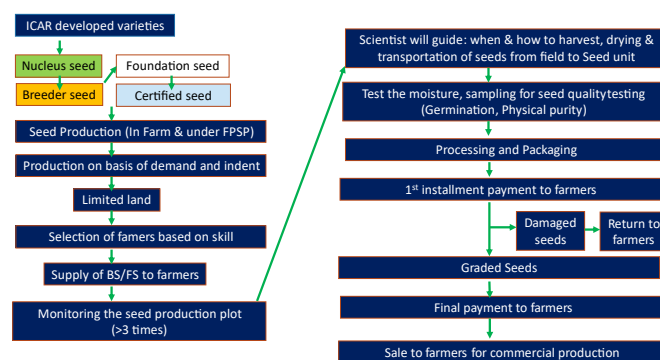 ICAR developed varieties
Nucleus seed
Foundation seed
Breeder seed
Certified seed
Seed Production (In Farm & under FPSP)
Production on basis of demand and indent
Limited land
Selection of famers based on skill
Supply of BS/FS to farmers
Monitoring the seed production plot
(>3 times)
Scientist will guide: when & how to harvest, drying &
transportation of seeds from field to Seed unit
Test the moisture, sampling for seed qualitytesting
(Germination, Physical purity)
Processing and Packaging
1st installment payment to farmers
Damaged
seeds
Return to
farmers
Graded Seeds
Final payment to farmers
Sale to farmers for commercial production